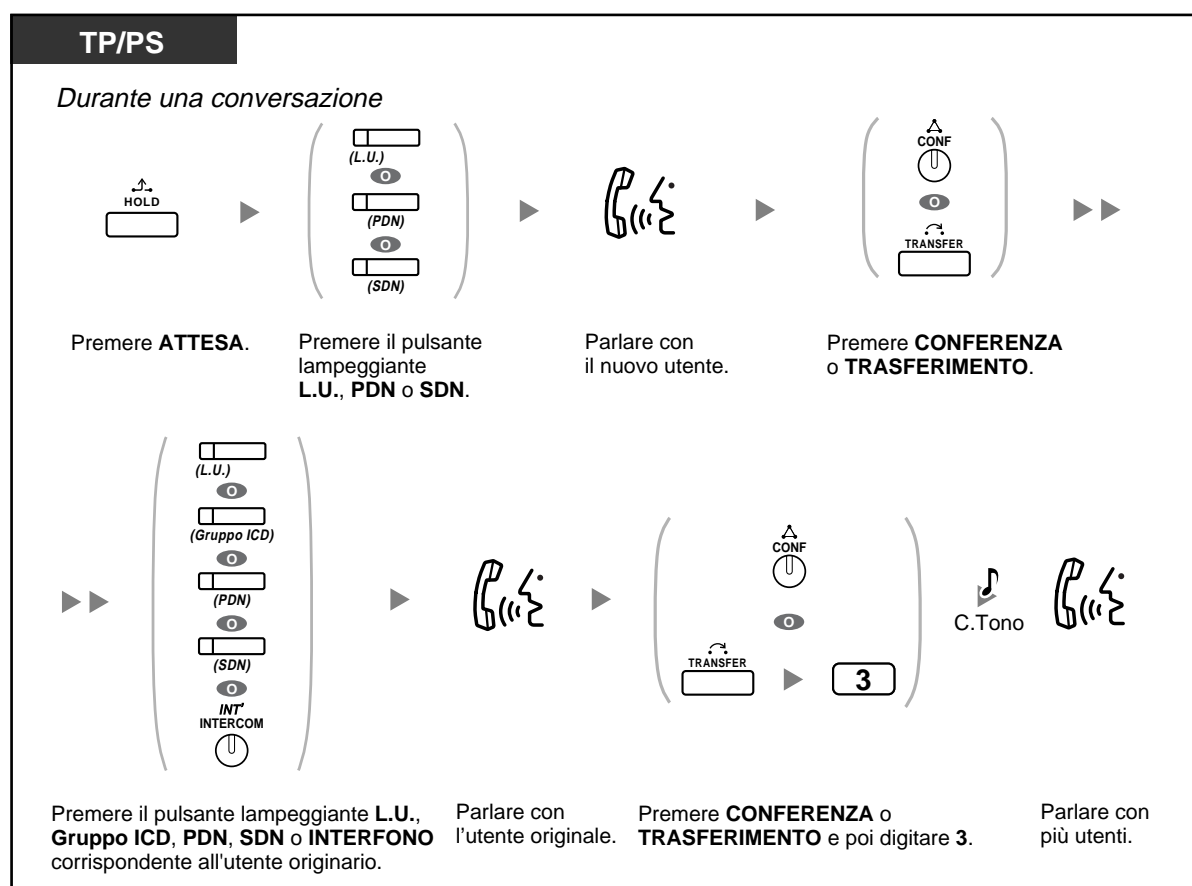 TP/PS
Durante una conversazione
HOLD
(L.U.)
O
(PDN)
O
(SDN)
CONF
O
TRANSFER
Premere ATTESA.
Premere il pulsante
lampeggiante
L.U., PDN o SDN.
Parlare con
il nuovo utente.
Premere CONFERENZA
o TRASFERIMENTO.
(L.U.)
O
(Gruppo ICD)
O
(PDN)
O
(SDN)
O
INT'
INTERCOM
CONF
O
TRANSFER
3
C.Tono
Premere il pulsante lampeggiante L.U.,
Gruppo ICD, PDN, SDN o INTERFONO
corrispondente all'utente originario.
Parlare con
l’utente originale.
Premere CONFERENZA o
TRASFERIMENTO e poi digitare 3.
Parlare con
più utenti.